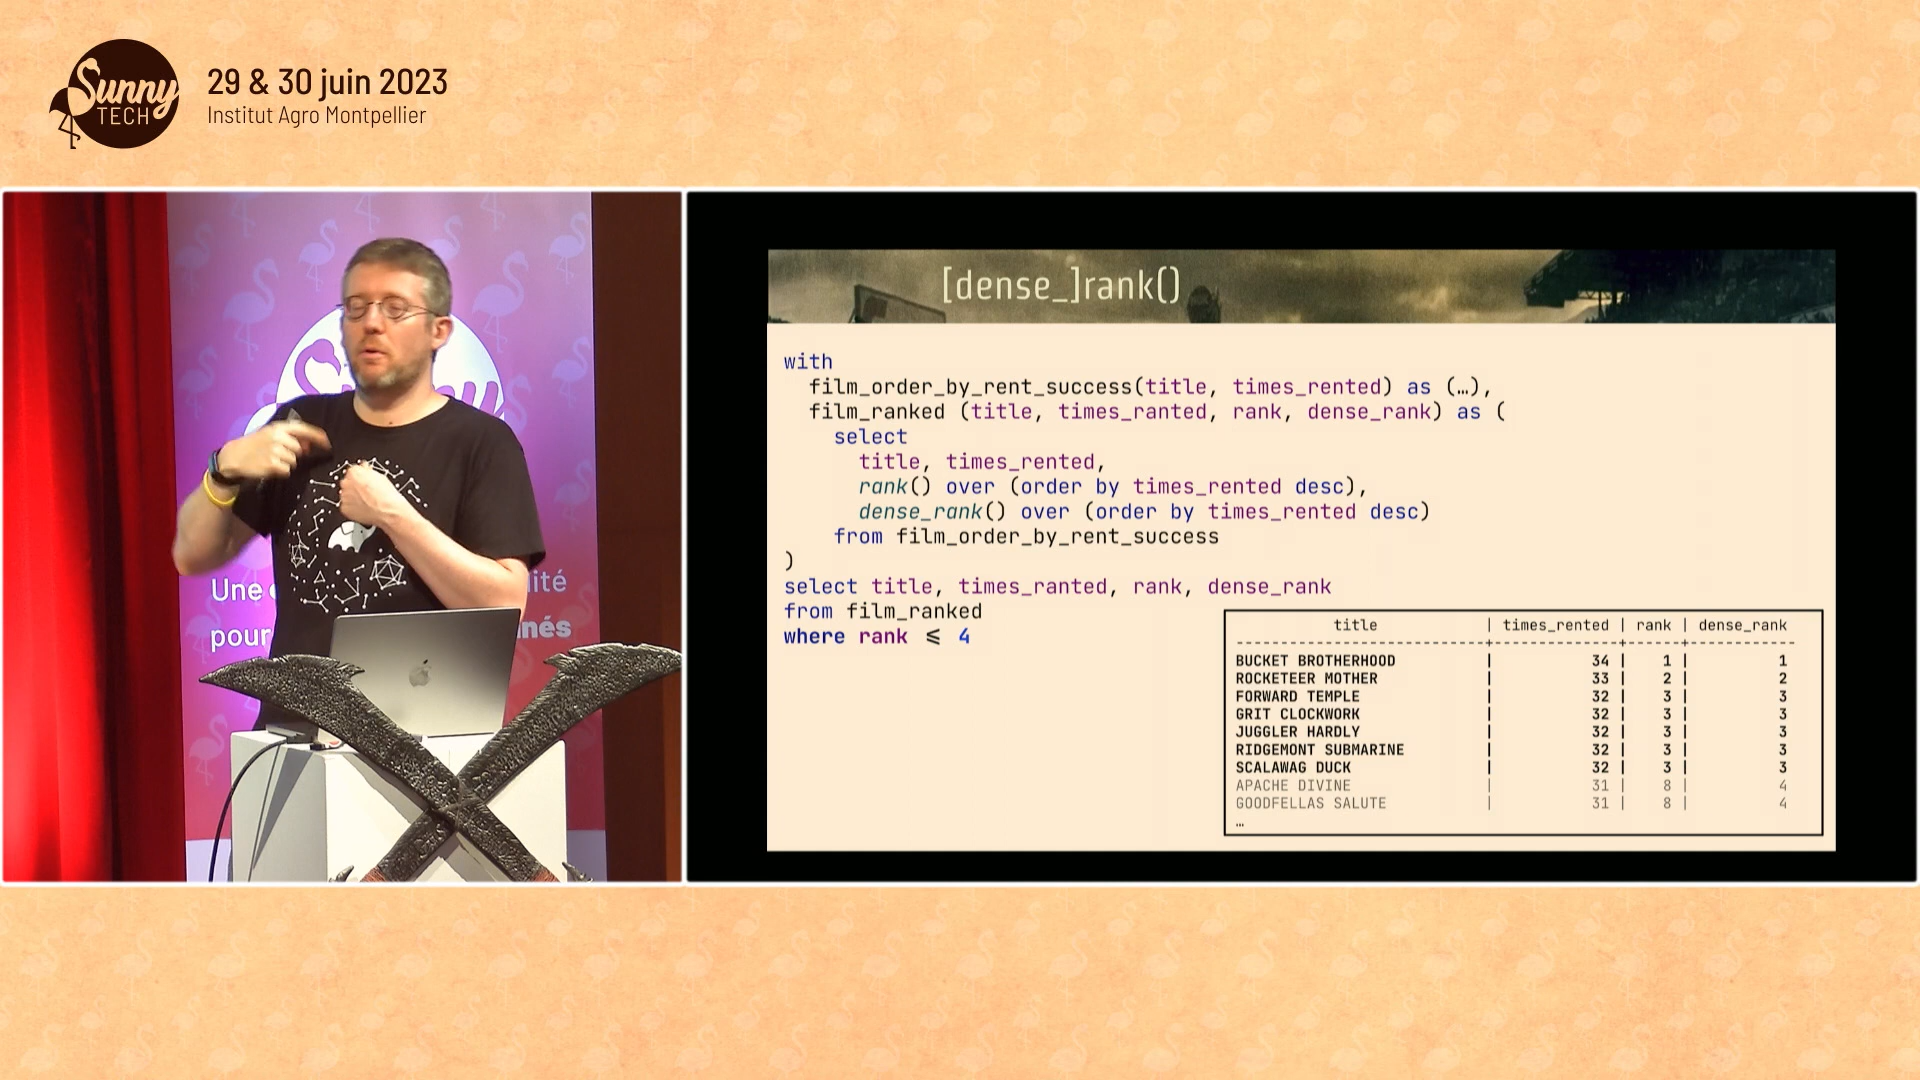 Sunny
TECH
29 & 30 juin 2023
Institut Agro Montpellier
Une
pour
lité
nés
[dense_]rank()
with
film_order_by_rent_success(title, times_rented) as (…),
film_ranked (title, times_ranted, rank, dense_rank) as (
select
title, times_rented,
rank() over (order by times_rented desc),
dense_rank() over (order by times_rented desc)
from film_order_by_rent_success
)
select title, times_ranted, rank, dense_rank
from film_ranked
where rank ⩽ 4
title | times_rented | rank | dense_rank
BUCKET BROTHERHOOD | 34 | 1 | 1
ROCKETEER MOTHER | 33 | 2 | 2
FORWARD TEMPLE | 32 | 3 | 3
GRIT CLOCKWORK | 32 | 3 | 3
JUGGLER HARDLY | 32 | 3 | 3
RIDGEMONT SUBMARINE | 32 | 3 | 3
SCALAWAG DUCK | 32 | 3 | 3
APACHE DIVINE | 31 | 8 | 4
GOODFELLAS SALUTE | 31 | 8 | 4
…